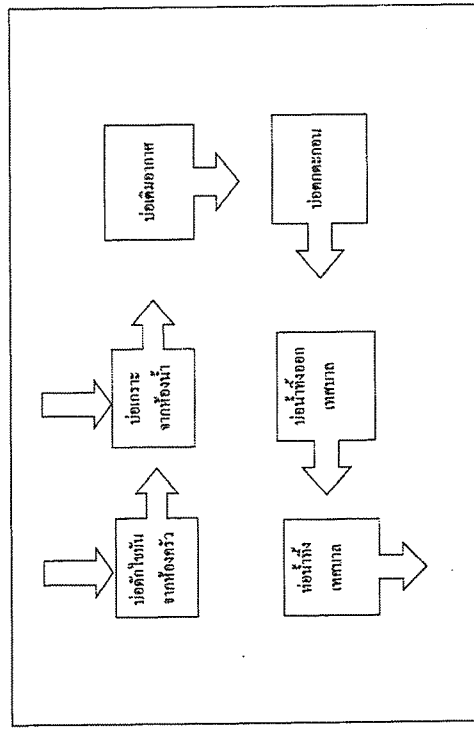 บ่อดักไขมัน
จากห้องครัว
บ่อเกรอะ
จากห้องน้ำ
บ่อเติมอากาศ
บ่อตกตะกอน
บ่อน้ำทิ้งออก
เทศบาล
ท่อน้ำทิ้ง
เทศบาล